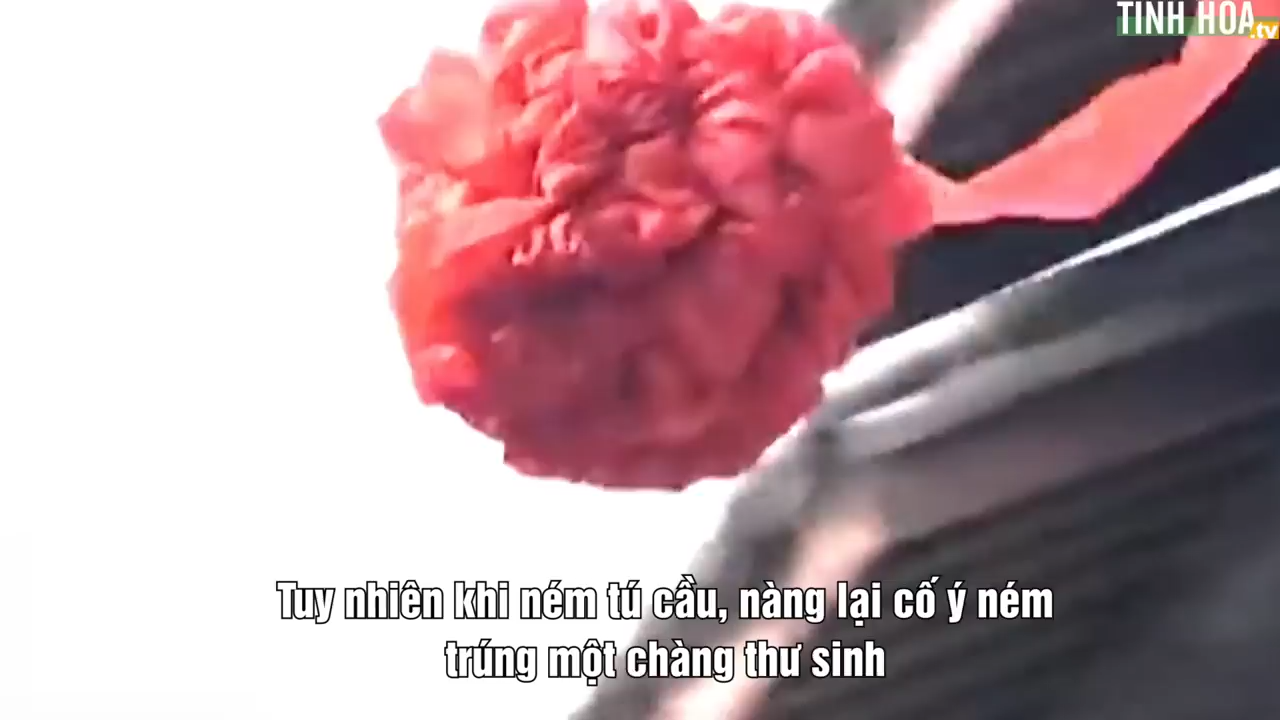 TINH HOA
.tv
Tuy nhiên khi ném tú cầu, nàng lại cố ý ném
trúng một chàng thư sinh